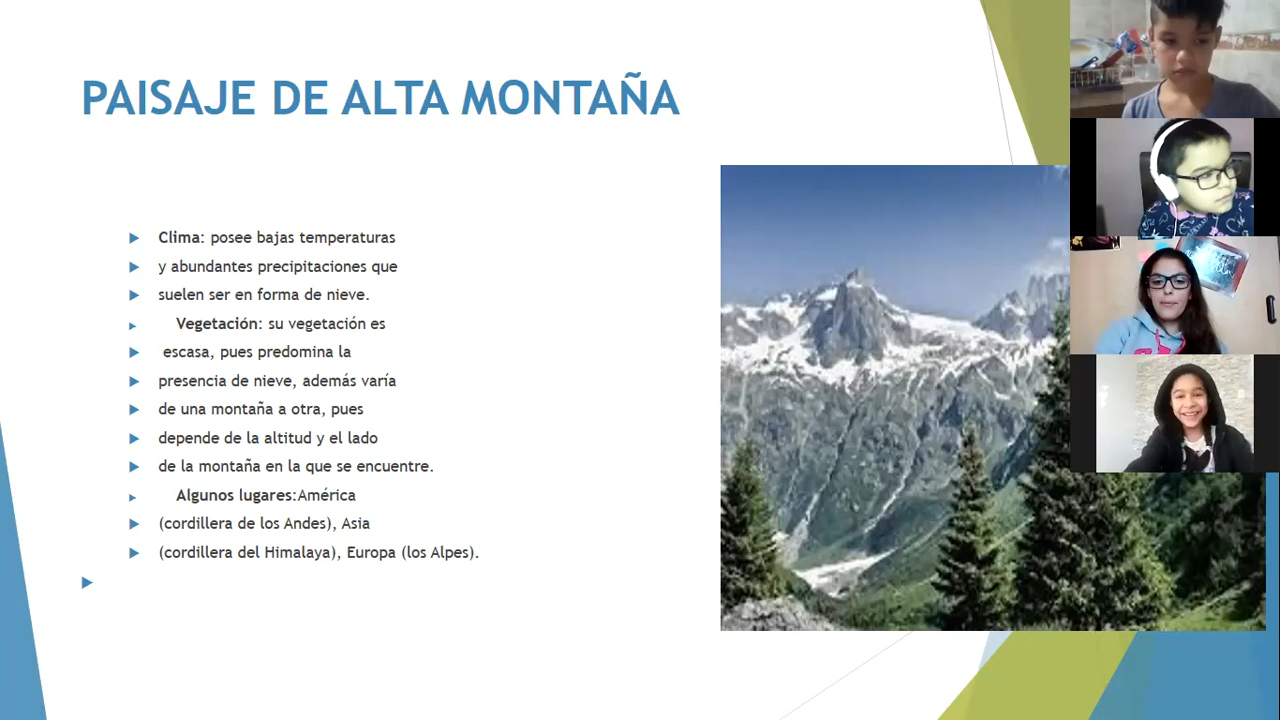 PAISAJE DE ALTA MONTAÑA
Clima: posee bajas temperaturas
y abundantes precipitaciones que
suelen ser en forma de nieve.
Vegetación: su vegetación es
escasa, pues predomina la
presencia de nieve, además varía
de una montaña a otra, pues
depende de la altitud y el lado
de la montaña en la que se encuentre.
Algunos lugares:América
(cordillera de los Andes), Asia
(cordillera del Himalaya), Europa (los Alpes).